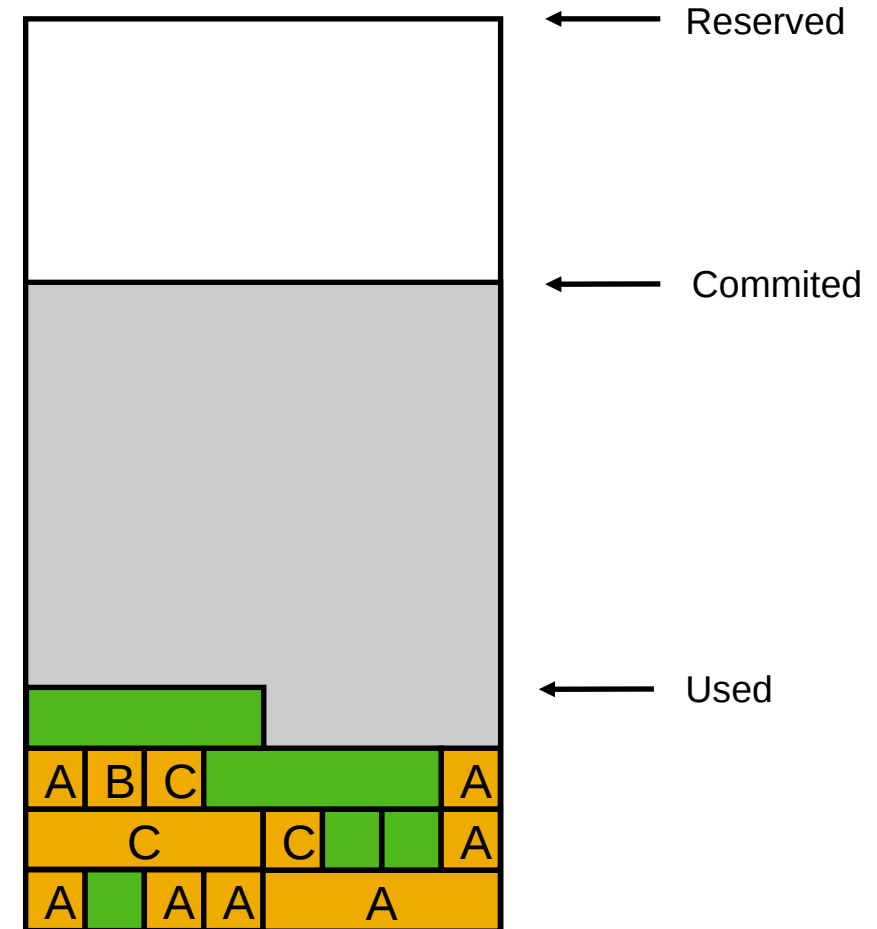 Reserved
Commited
Used
A B C A
C C A
A A A A